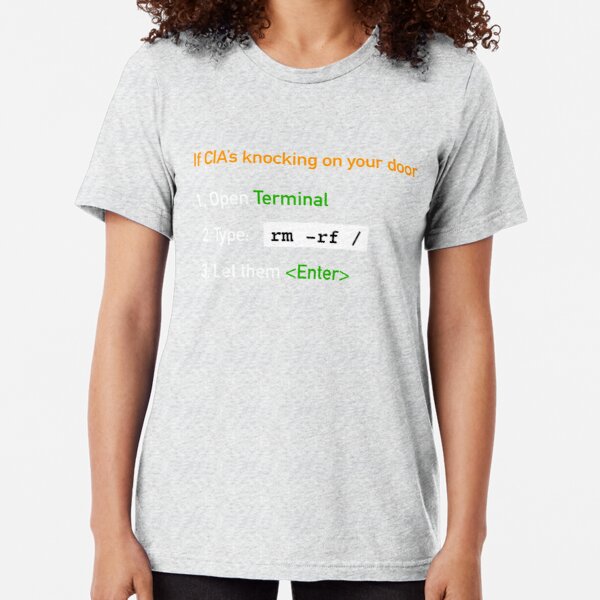 If CIA's knocking on your door
1. Open Terminal
2. Type: rm -rf /
3. Let them <Enter>